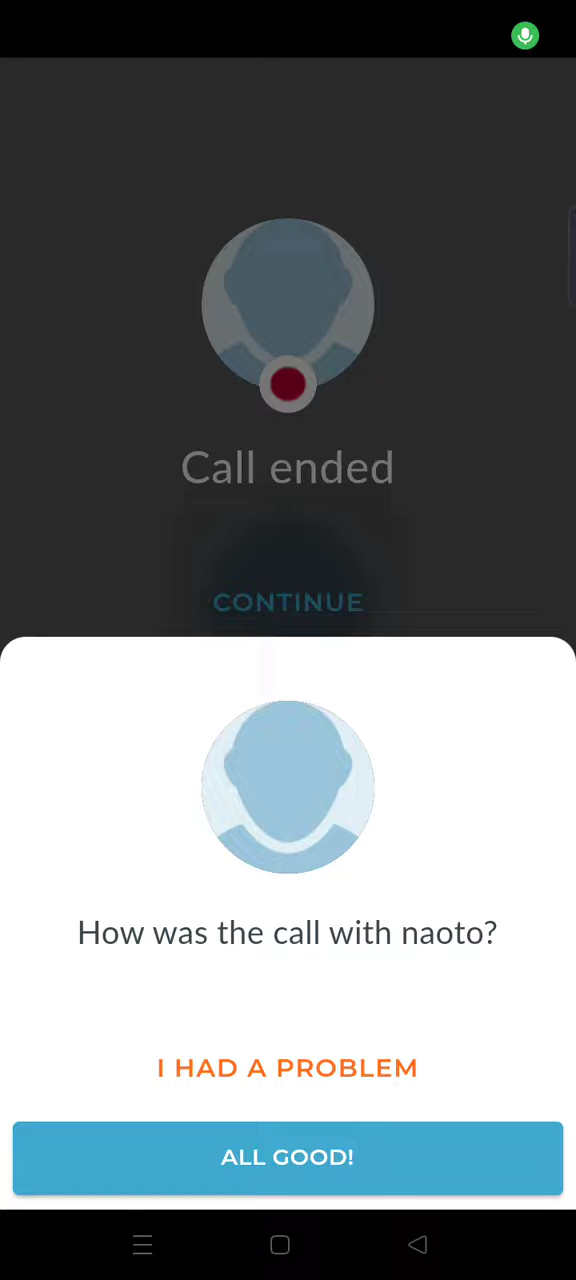 Call ended
CONTINUE
How was the call with naoto?
I HAD A PROBLEM
ALL GOOD!